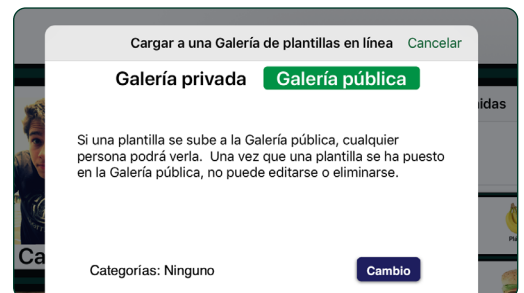 Cargar a una Galería de plantillas en línea Cancelar
Galería privada Galería pública
Si una plantilla se sube a la Galería pública, cualquier
persona podrá verla. Una vez que una plantilla se ha puesto
en la Galería pública, no puede editarse o eliminarse.
Categorías: Ninguno Cambio